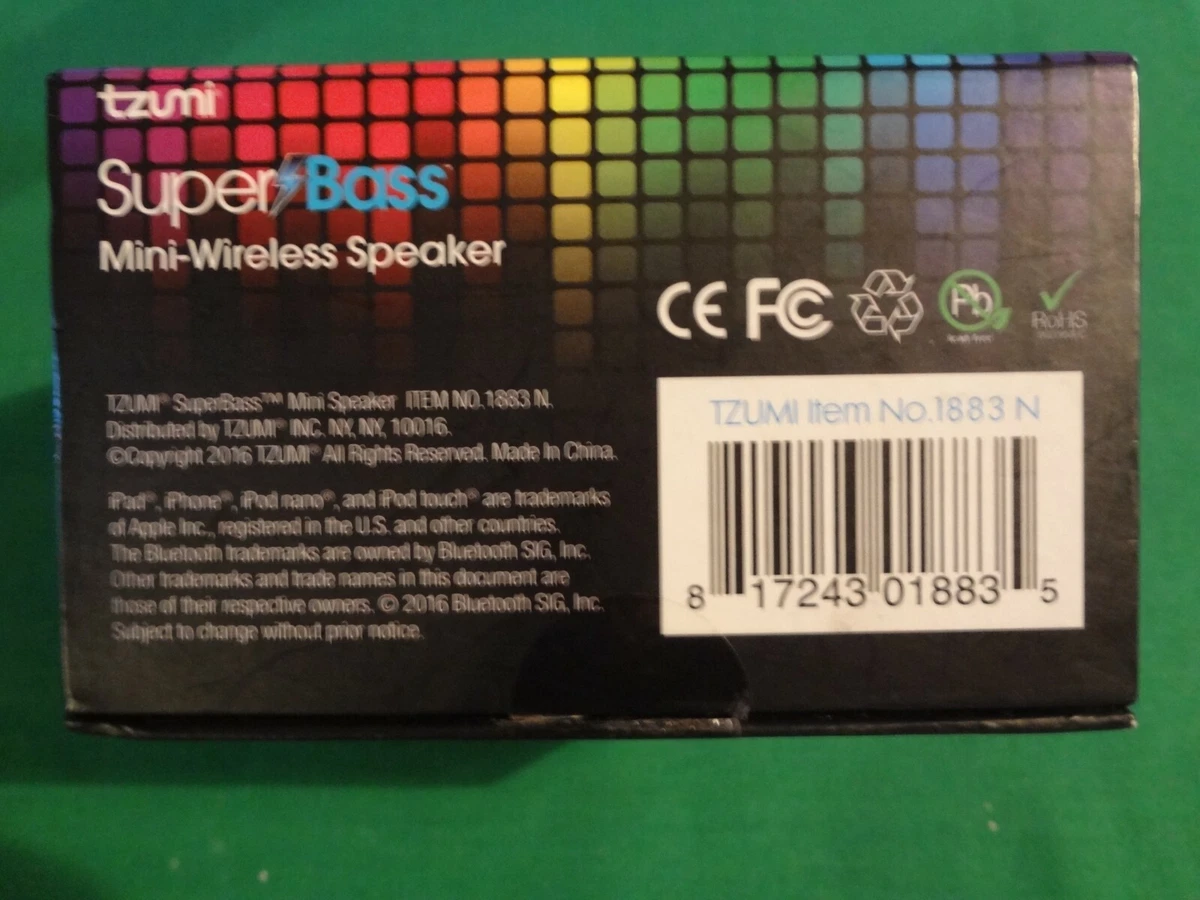 tzumi
Super Bass™
Mini-Wireless Speaker
CE FC Pb RoHS
TZUMI® SuperBass™ Mini Speaker ITEM NO.1883 N.
Distributed by TZUMI® INC. NY, NY, 10016.
©Copyright 2016 TZUMI® All Rights Reserved. Made In China.
iPad®, iPhone®, iPod nano®, and iPod touch® are trademarks
of Apple Inc., registered in the U.S. and other countries.
The Bluetooth trademarks are owned by Bluetooth SIG, Inc.
Other trademarks and trade names in this document are
those of their respective owners. © 2016 Bluetooth SIG, Inc.
Subject to change without prior notice.
TZUMI Item No.1883 N
8 17243 01883 5